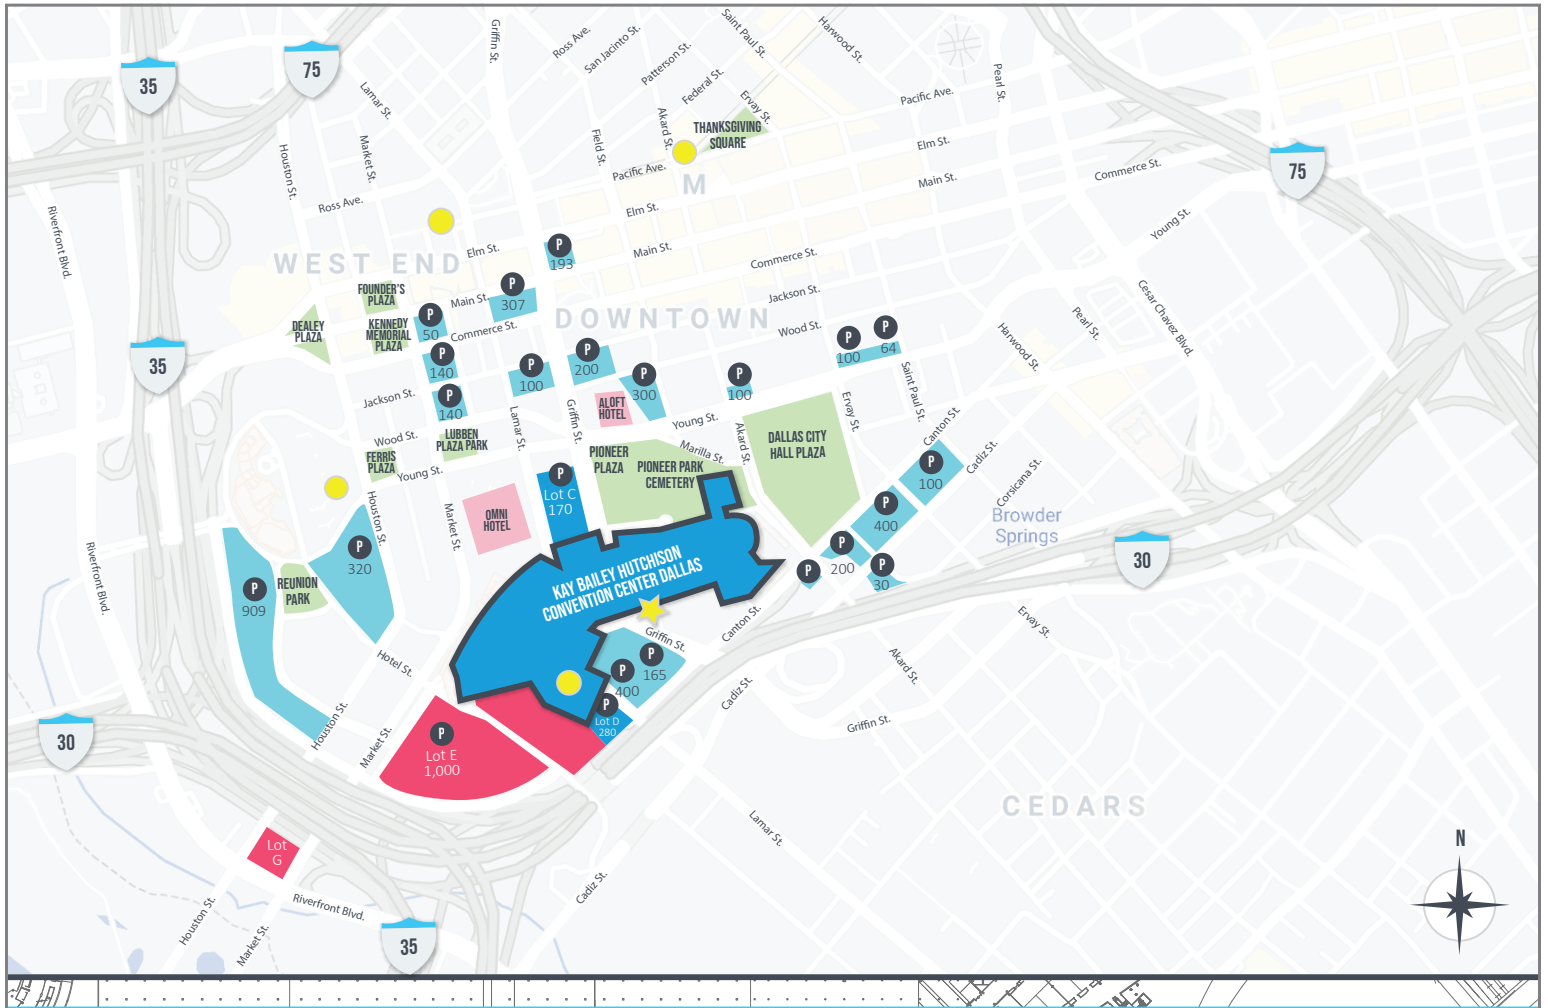 35
75
Griffin St.
Ross Ave.
San Jacinto St.
Patterson St.
Federal St.
Saint Paul St.
Harwood St.
Ervay St.
Pearl St.
Pacific Ave.
Lamar St.
Market St.
Houston St.
Field St.
Akard St.
THANKSGIVING
SQUARE
Pacific Ave.
M
Elm St.
Main St.
Commerce St.
75
Young St.
Riverfront Blvd.
Ross Ave.
Elm St.
Elm St.
Main St.
Commerce St.
WEST END
P
193
FOUNDER'S
PLAZA
Main St.
P
307
Jackson St.
DOWNTOWN
Wood St.
Cesar Chavez Blvd.
Pearl St.
Harwood St.
DEALEY
PLAZA
KENNEDY
MEMORIAL
PLAZA
P
50
Commerce St.
35
P
140
P
100
P
200
P
300
P
100
P
100
P
64
Saint Paul St.
P
140
Jackson St.
Lamar St.
Griffin St.
ALOFT
HOTEL
Young St.
Marilla St.
Akard St.
Ervay St.
Canton St.
Cadiz St.
Corsicana St.
Wood St.
LUBBEN
PLAZA PARK
FERRIS
PLAZA
Young St.
PIONEER
PLAZA
PIONEER PARK
CEMETERY
DALLAS CITY
HALL PLAZA
P
100
P
Lot C
170
Houston St.
Market St.
OMNI
HOTEL
P
400
Browder
Springs
30
Riverfront Blvd.
P
909
REUNION
PARK
P
320
KAY BAILEY HUTCHISON
CONVENTION CENTER DALLAS
P
P
200
P
30
Griffin St.
Canton St.
Ervay St.
Akard St.
Hotel St.
P
165
P
400
Cadiz St.
P
Lot D
280
Griffin St.
30
Houston St.
Market St.
P
Lot E
1,000
CEDARS
Lamar St.
Lot
G
N
Cadiz St.
Riverfront Blvd.
Houston St.
Market St.
35